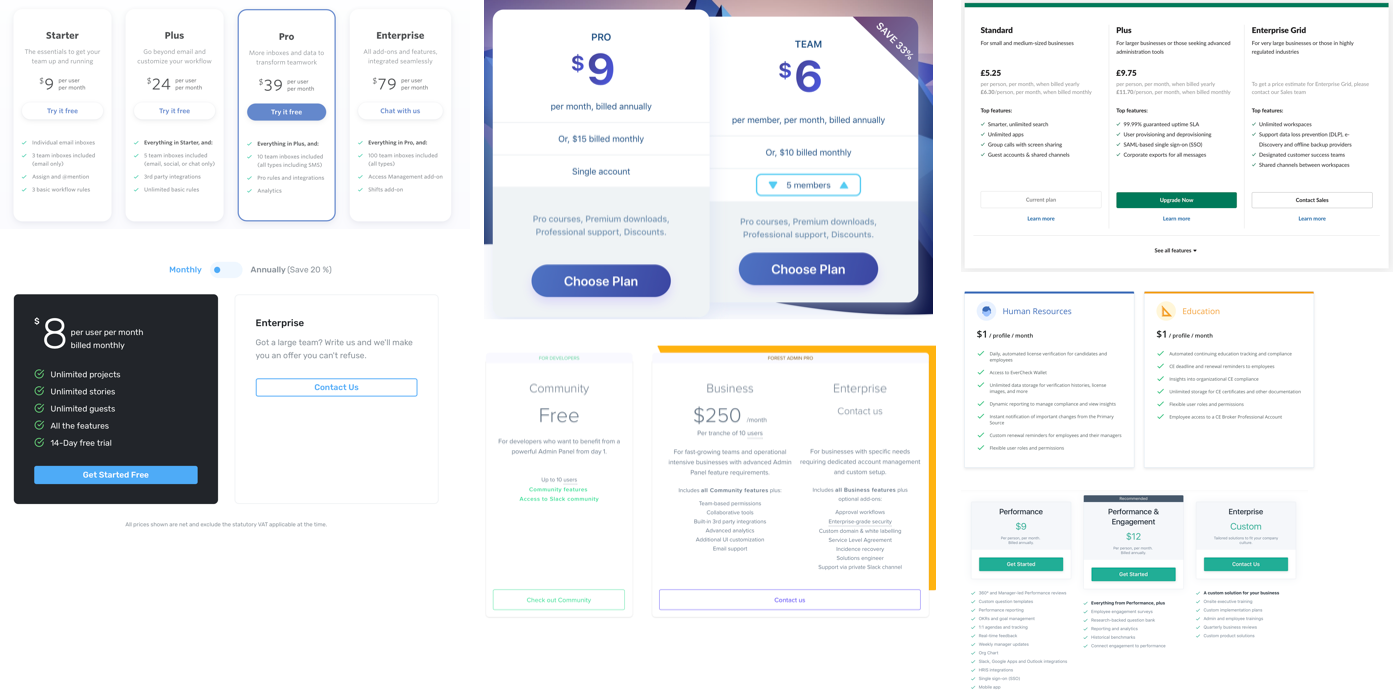 Starter
The essentials to get your
team up and running
$9 per user
per month
Try it free
Individual email inboxes
3 team inboxes included
(email only)
Assign and @mention
3 basic workflow rules
Plus
Go beyond email and
customize your workflow
$24 per user
per month
Try it free
Everything in Starter, and:
5 team inboxes included
(email, social, or chat only)
3rd party integrations
Unlimited basic rules
Pro
More inboxes and data to
transform teamwork
$39 per user
per month
Try it free
Everything in Plus, and:
10 team inboxes included
(all types including SMS)
Pro rules and integrations
Analytics
Enterprise
All add-ons and features,
integrated seamlessly
$79 per user
per month
Chat with us
Everything in Pro, and:
100 team inboxes included
(all types)
Access Management add-on
Shifts add-on
Monthly
Annually (Save 20 %)
$8 per user per month
billed monthly
Unlimited projects
Unlimited stories
Unlimited guests
All the features
14-Day free trial
Get Started Free
Enterprise
Got a large team? Write us and we'll make
you an offer you can't refuse.
Contact Us
All prices shown are net and exclude the statutory VAT applicable at the time.
PRO
$9
per month, billed annually
Or, $15 billed monthly
Single account
Pro courses, Premium downloads,
Professional support, Discounts.
Choose Plan
SAVE 33%
TEAM
$6
per member, per month, billed annually
Or, $10 billed monthly
5 members
Pro courses, Premium downloads,
Professional support, Discounts.
Choose Plan
FOR DEVELOPERS
Community
Free
For developers who want to benefit from a
powerful Admin Panel from day 1.
Up to 10 users
Community features
Access to Slack community
Check out Community
FOREST ADMIN PRO
Business
$250 /month
Per tranche of 10 users
For fast-growing teams and operational
intensive businesses with advanced Admin
Panel feature requirements.
Includes all Community features plus:
Team-based permissions
Collaborative tools
Built-in 3rd party integrations
Advanced analytics
Additional UI customization
Email support
Enterprise
Contact us
For businesses with specific needs
requiring dedicated account management
and custom setup.
Includes all Business features plus
optional add-ons:
Approval workflows
Enterprise-grade security
Custom domain & white labelling
Service Level Agreement
Incidence recovery
Solutions engineer
Support via private Slack channel
Contact us
Standard
For small and medium-sized businesses
£5.25
per person, per month, when billed yearly
£6.30/person, per month, when billed monthly
Top features:
Smarter, unlimited search
Unlimited apps
Group calls with screen sharing
Guest accounts & shared channels
Current plan
Learn more
Plus
For larger businesses or those seeking advanced
administration tools
£9.75
per person, per month, when billed yearly
£11.70/person, per month, when billed monthly
Top features:
99.99% guaranteed uptime SLA
User provisioning and deprovisioning
SAML-based single sign-on (SSO)
Corporate exports for all messages
Upgrade Now
Learn more
Enterprise Grid
For very large businesses or those in highly
regulated industries
To get a price estimate for Enterprise Grid, please
contact our Sales team
Top features:
Unlimited workspaces
Support data loss prevention (DLP), e-
Discovery and offline backup providers
Designated customer success teams
Shared channels between workspaces
Contact Sales
Learn more
See all features
Human Resources
$1 / profile / month
Daily, automated license verification for candidates and
employees
Access to EverCheck Wallet
Unlimited data storage for verification histories, license
images, and more
Dynamic reporting to manage compliance and view insights
Instant notification of important changes from the Primary
Source
Custom renewal reminders for employees and their managers
Flexible user roles and permissions
Education
$1 / profile / month
Automated continuing education tracking and compliance
CE deadline and renewal reminders to employees
Insights into organizational CE compliance
Unlimited storage for CE certificates and other documentation
Flexible user roles and permissions
Employee access to a CE Broker Professional Account
Performance
$9
Per person, per month
Billed annually.
Get Started
360° and Manager-led Performance reviews
Custom question templates
Performance reporting
OKRs and goal management
1:1 agendas and tracking
Real-time feedback
Weekly manager updates
Org Chart
Slack, Google Apps and Outlook integrations
HRIS integrations
Single sign-on (SSO)
Mobile app
Recommended
Performance &
Engagement
$12
Per person, per month
Billed annually.
Get Started
Everything from Performance, plus
Employee engagement surveys
Research-backed question bank
Reporting and analytics
Historical benchmarks
Connect engagement to performance
Enterprise
Custom
Tailored solutions to fit your company
culture.
Contact Us
A custom solution for your business
Onsite executive training
Custom implementation plans
Admin and employee trainings
Quarterly business reviews
Custom product solutions